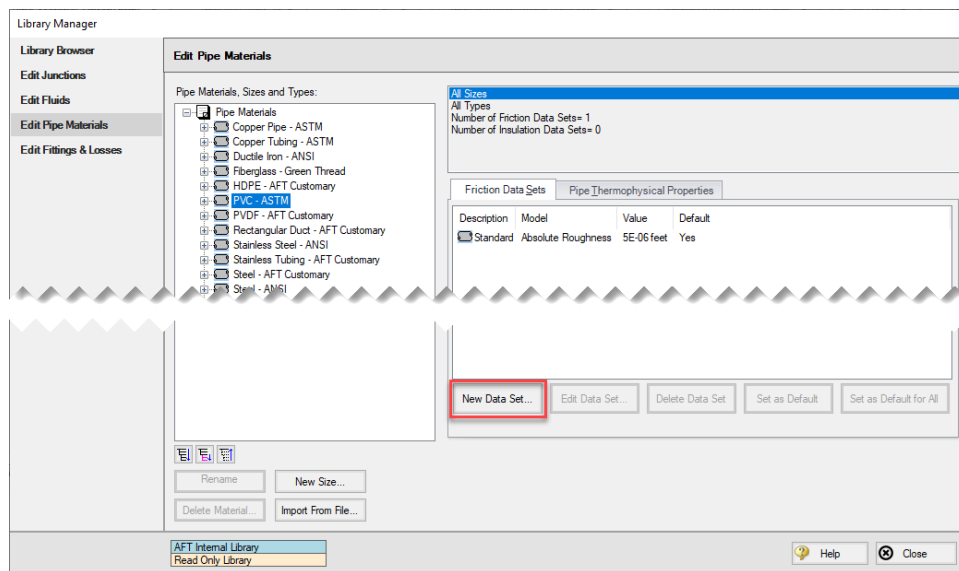 Library Manager
Library Browser
Edit Junctions
Edit Fluids
Edit Pipe Materials
Edit Fittings & Losses
Edit Pipe Materials
Pipe Materials, Sizes and Types:
Pipe Materials
Copper Pipe - ASTM
Copper Tubing - ASTM
Ductile Iron - ANSI
Fiberglass - Green Thread
HDPE - AFT Customary
PVC - ASTM
PVDF - AFT Customary
Rectangular Duct - AFT Customary
Stainless Steel - ANSI
Stainless Tubing - AFT Customary
Steel - AFT Customary
Steel - ANSI
All Sizes
All Types
Number of Friction Data Sets= 1
Number of Insulation Data Sets= 0
Friction Data Sets
Pipe Thermophysical Properties
Description Model Value Default
Standard Absolute Roughness 5E-06 feet Yes
New Data Set...
Edit Data Set...
Delete Data Set
Set as Default
Set as Default for All
Rename
New Size...
Delete Material...
Import From File...
AFT Internal Library
Read Only Library
Help
Close